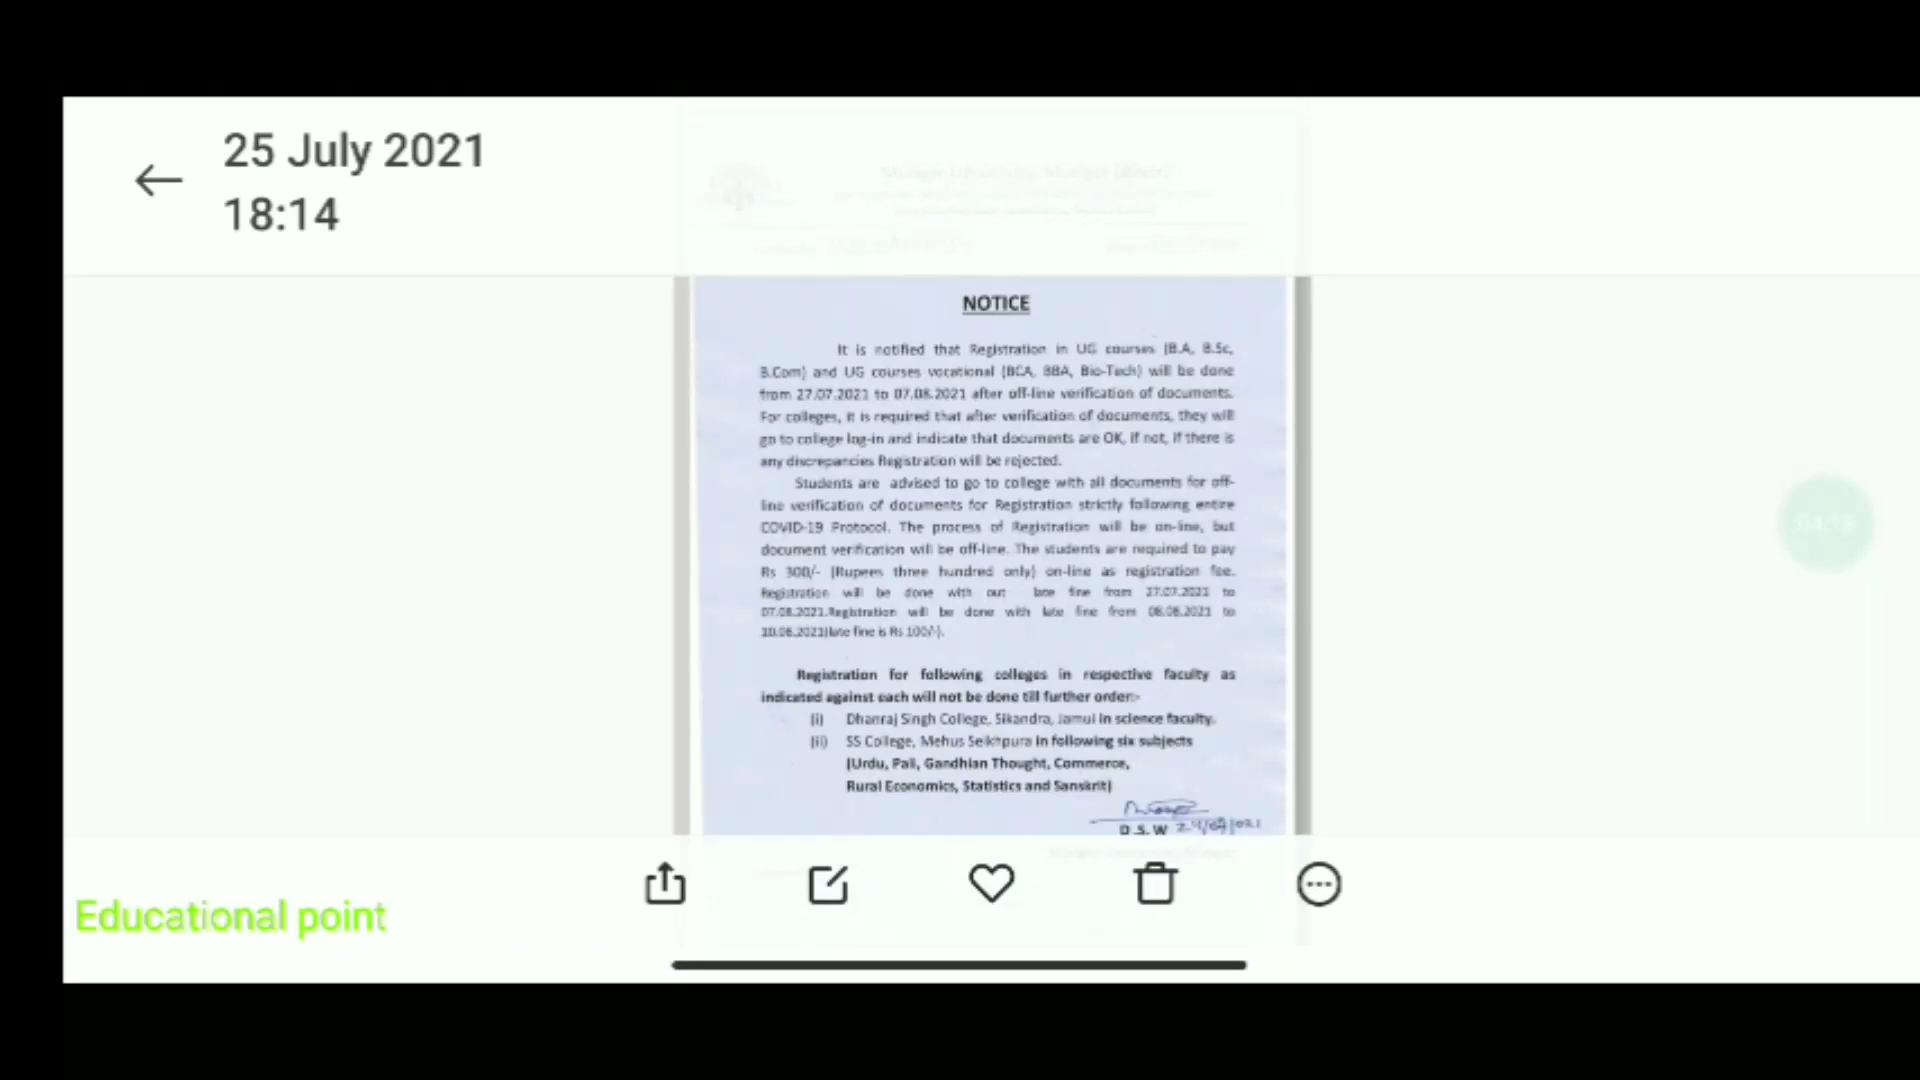 25 July 2021
18:14
Munger University, Munger (Bihar)
NOTICE
It is notified that Registration in UG courses (B.A, B.Sc,
B.Com) and UG courses vocational (BCA, BBA, Bio-Tech) will be done
from 27.07.2021 to 07.08.2021 after off-line verification of documents.
For colleges, it is required that after verification of documents, they will
go to college log-in and indicate that documents are OK, if not, if there is
any discrepancies Registration will be rejected.
Students are advised to go to college with all documents for off-
line verification of documents for Registration strictly following entire
COVID-19 Protocol. The process of Registration will be on-line, but
document verification will be off-line. The students are required to pay
Rs 300/- (Rupees three hundred only) on-line as registration fee.
Registration will be done with out late fine from 27.07.2021 to
07.08.2021.Registration will be done with late fine from 08.08.2021 to
10.08.2021(late fine is Rs 100/-).
Registration for following colleges in respective faculty as
indicated against each will not be done till further order:-
(i) Dhanraj Singh College, Sikandra, Jamui in science faculty.
(ii) SS College, Mehus Seikhpura in following six subjects
(Urdu, Pali, Gandhian Thought, Commerce,
Rural Economics, Statistics and Sanskrit)
D.S.W
Educational point